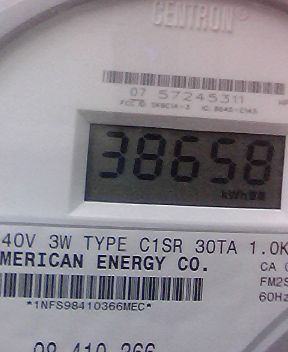 CENTRON®
07 57245311
38658
kWh
40V 3W TYPE C1SR 30TA 1.0K
MERICAN ENERGY CO.
CA
FM2S
60Hz
*1NFS98410366MEC*